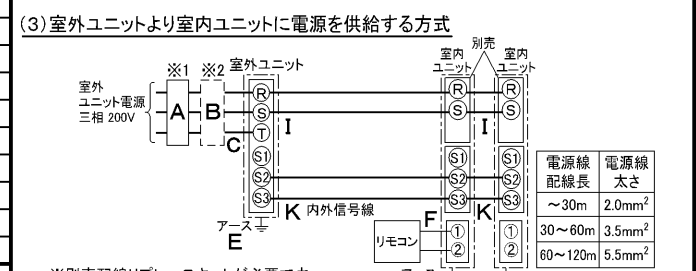 (3)室外ユニットより室内ユニットに電源を供給する方式
別売
※1 ※2 室外ユニット 室内ユニット 室内ユニット
室外
ユニット電源
三相 200V
A B R R R
S I S I S
T
C
S1 S1 S1
S2 S2 S2
S3 S3 S3
K 内外信号線 F K
アース
E
リモコン ① ①
② ②
電源線配線長 電源線太さ
～30m 2.0mm²
30～60m 3.5mm²
60～120m 5.5mm²